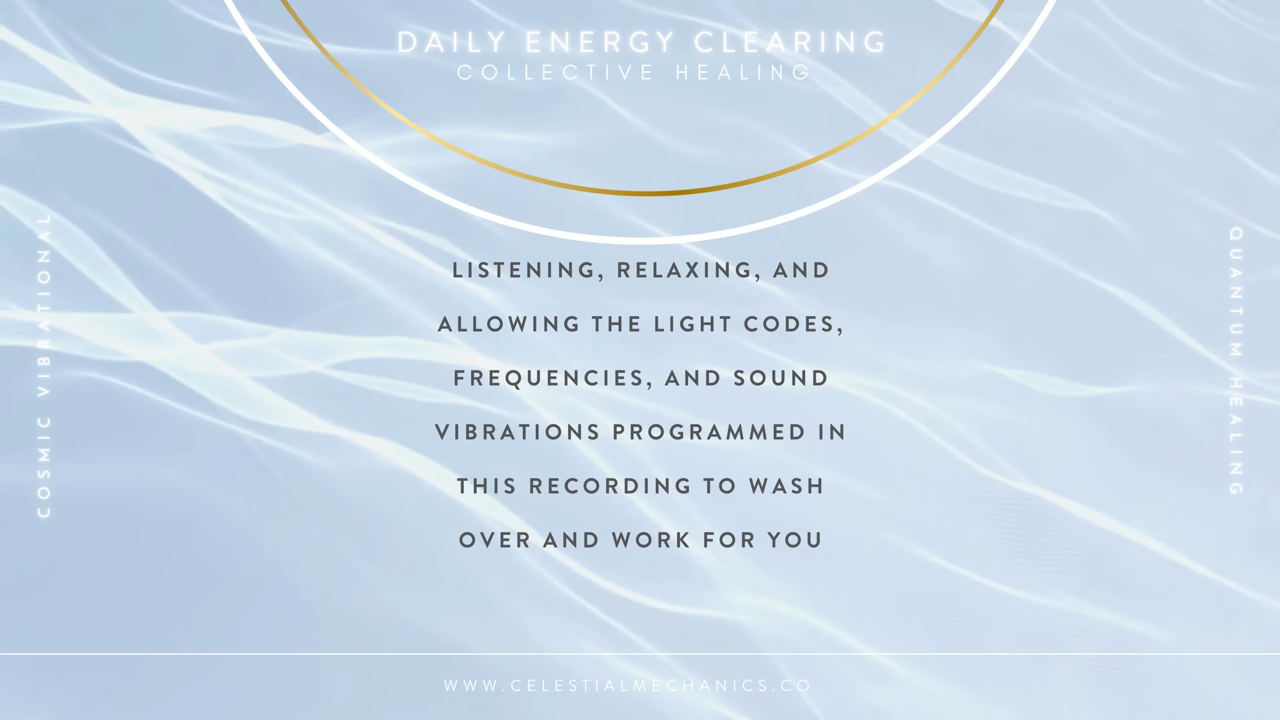 DAILY ENERGY CLEARING
COLLECTIVE HEALING
COSMIC VIBRATIONAL
LISTENING, RELAXING, AND
ALLOWING THE LIGHT CODES,
FREQUENCIES, AND SOUND
VIBRATIONS PROGRAMMED IN
THIS RECORDING TO WASH
OVER AND WORK FOR YOU
QUANTUM HEALING
WWW.CELESTIALMECHANICS.CO